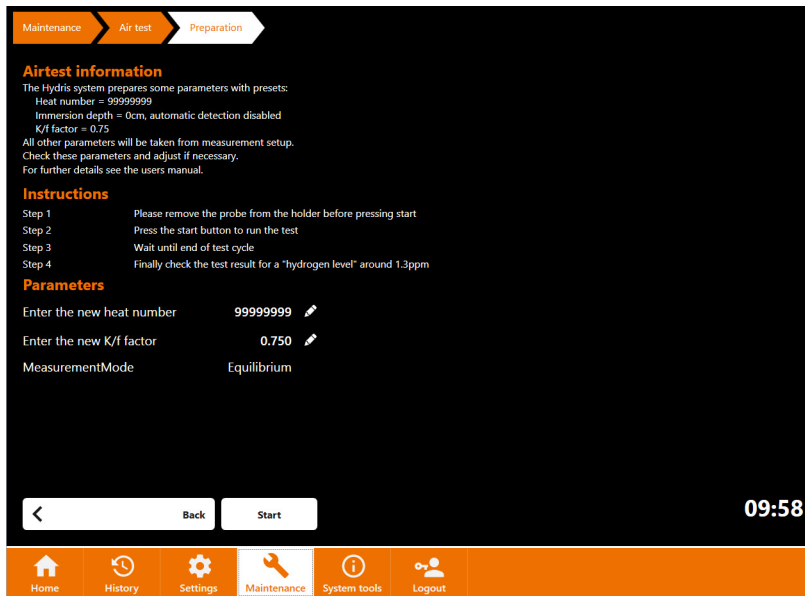 Maintenance Air test Preparation
Airtest information
The Hydris system prepares some parameters with presets:
Heat number = 99999999
Immersion depth = 0cm, automatic detection disabled
K/f factor = 0.75
All other parameters will be taken from measurement setup.
Check these parameters and adjust if necessary.
For further details see the users manual.
Instructions
Step 1 Please remove the probe from the holder before pressing start
Step 2 Press the start button to run the test
Step 3 Wait until end of test cycle
Step 4 Finally check the test result for a "hydrogen level" around 1.3ppm
Parameters
Enter the new heat number 99999999
Enter the new K/f factor 0.750
MeasurementMode Equilibrium
Back Start 09:58
Home History Settings Maintenance System tools Logout